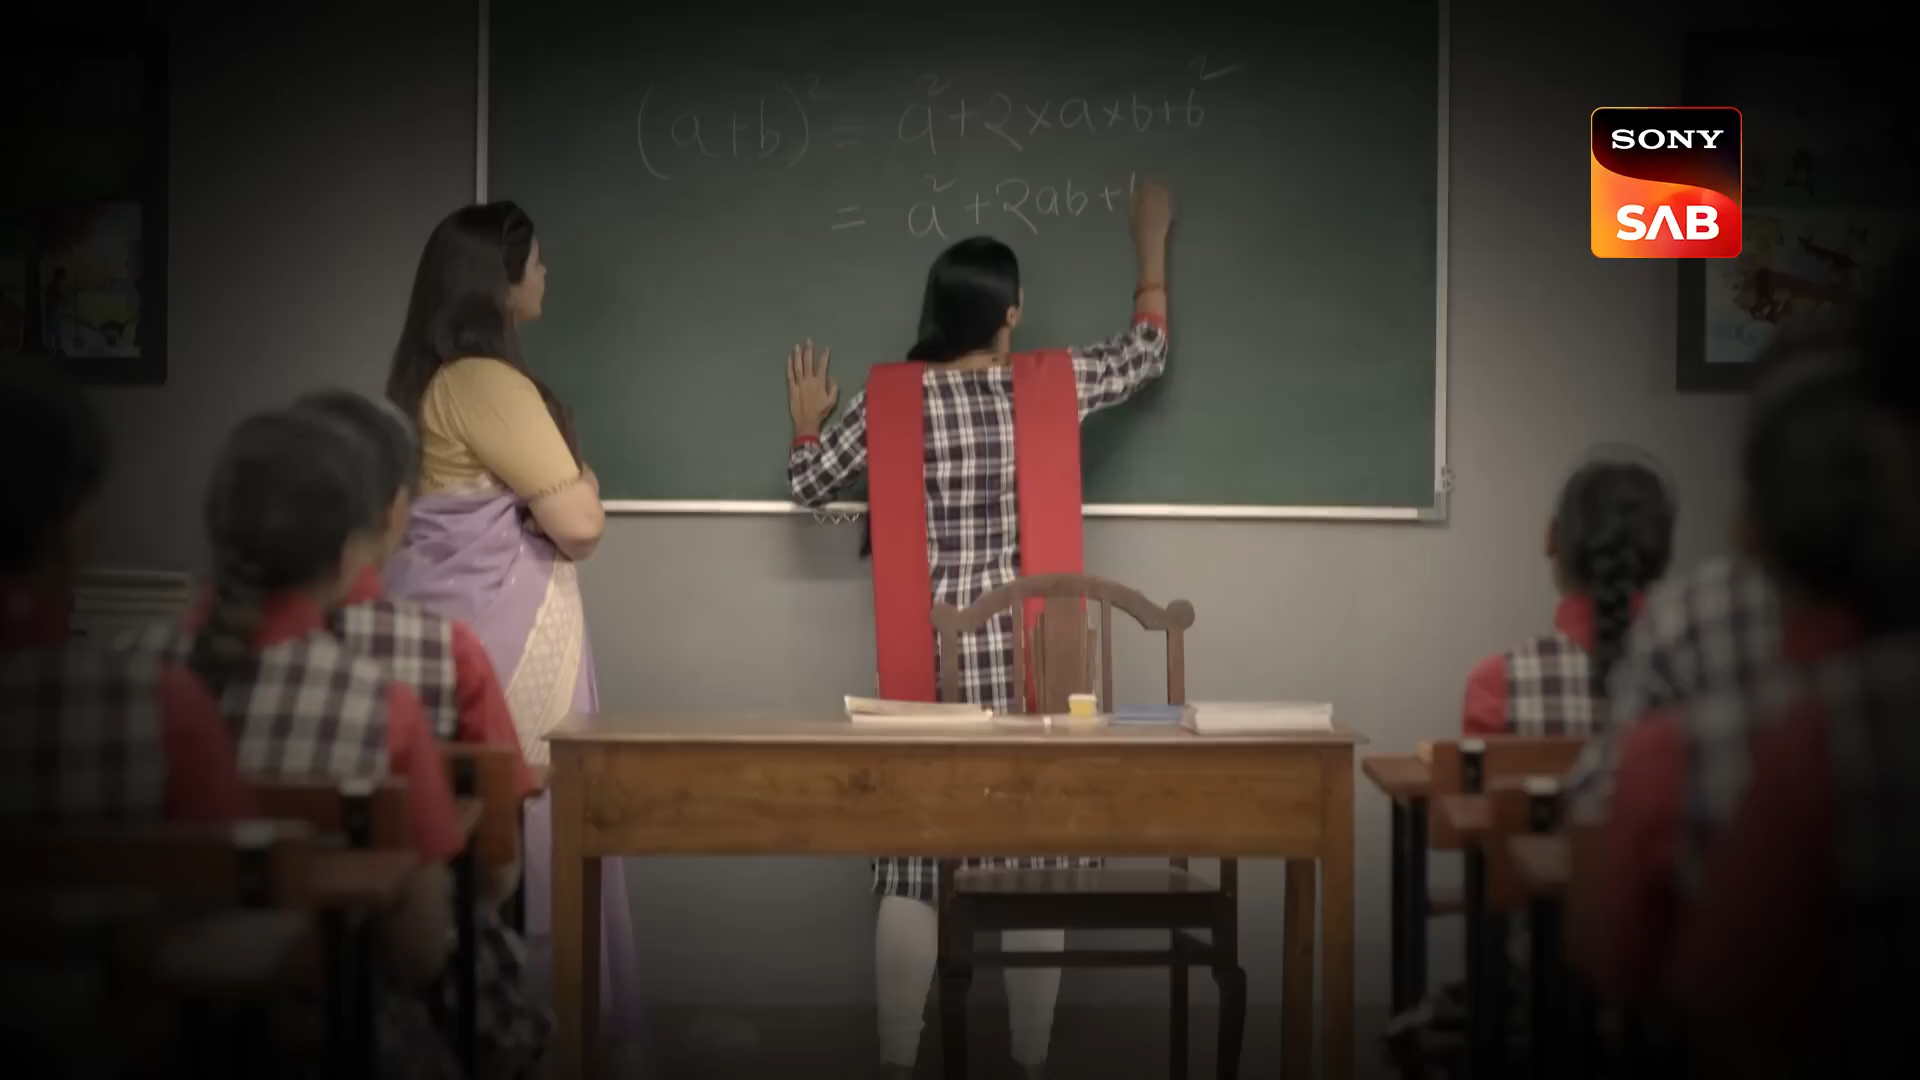 (a+b)² = a²+2×a×b+b²
= a²+2ab+
SONY
SAB